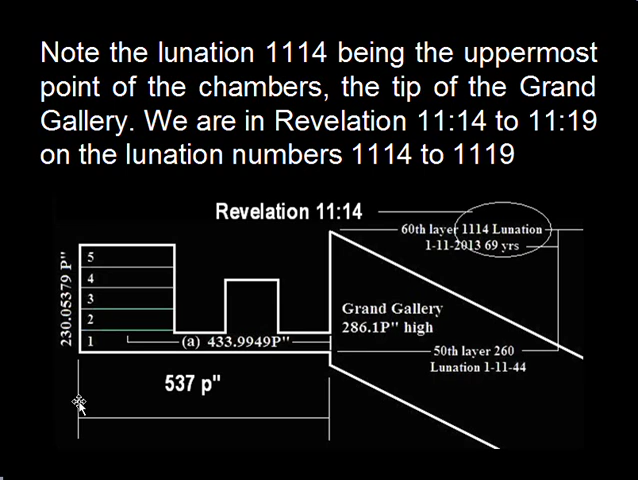 Note the lunation 1114 being the uppermost
point of the chambers, the tip of the Grand
Gallery. We are in Revelation 11:14 to 11:19
on the lunation numbers 1114 to 1119
Revelation 11:14
60th layer 1114 Lunation
1-11-2013 69 yrs
5
4
3
2
1
230.05379 P"
(a) 433.9949P"
Grand Gallery
286.1P" high
50th layer 260
Lunation 1-11-44
537 p"